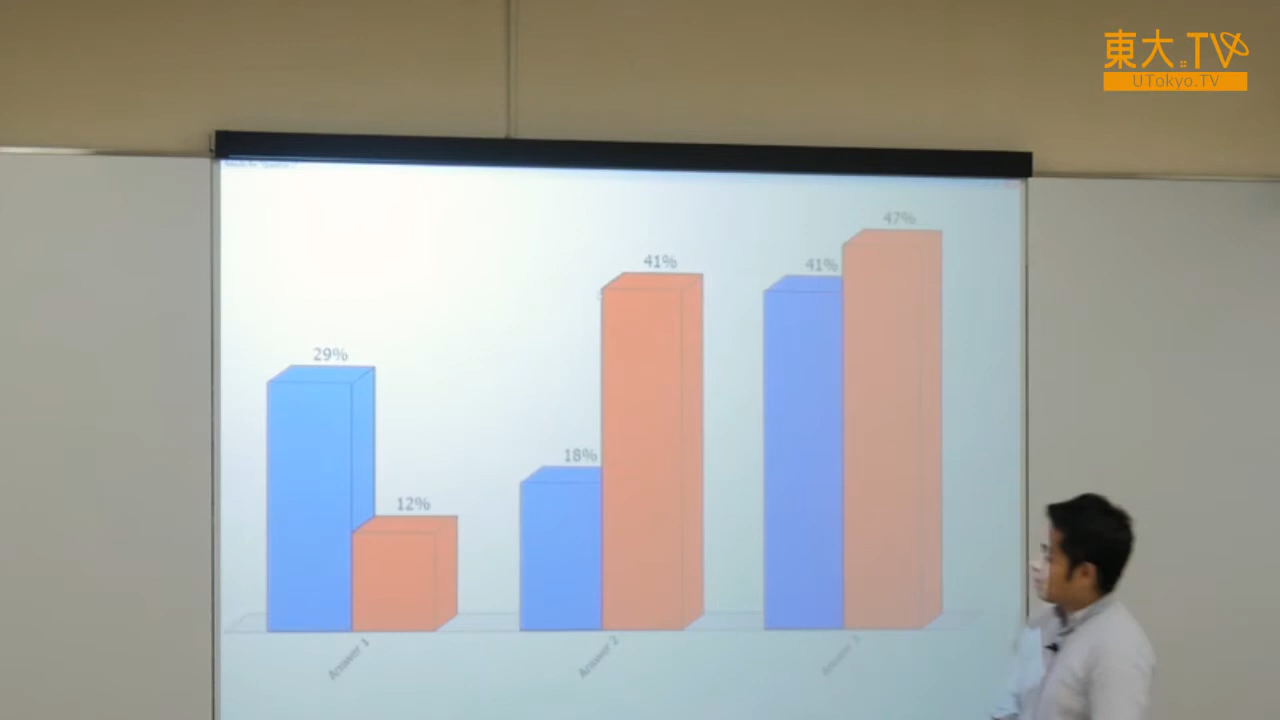 東大.TV
UTokyo.TV
47%
41%
41%
29%
18%
12%
Answer 1
Answer 2
Answer 3